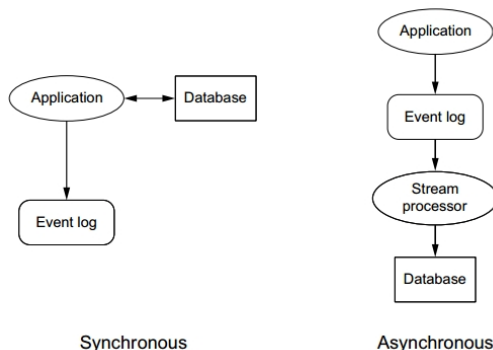 Application
Database
Event log
Synchronous
Application
Event log
Stream
processor
Database
Asynchronous